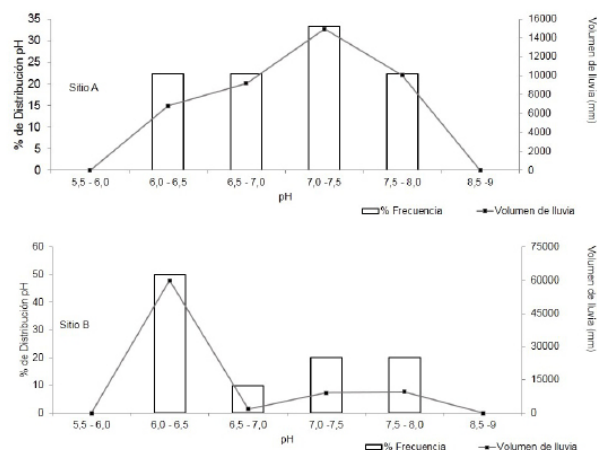 35
30
25
20
15
10
5
0
% de Distribución pH
Sitio A
16000
14000
12000
10000
8000
6000
4000
2000
0
Volumen de lluvia (mm)
5,5 - 6,0 6,0 -6,5 6,5 - 7,0 7,0 -7,5 7,5 - 8,0 8,5 -9
pH
% Frecuencia Volumen de lluvia
60
50
40
30
20
10
0
% de Distribución pH
Sitio B
75000
60000
45000
30000
15000
0
Volumen de lluvia (mm)
5,5 - 6,0 6,0 -6,5 6,5 - 7,0 7,0 -7,5 7,5 - 8,0 8,5 -9
pH
% Frecuencia Volumen de lluvia